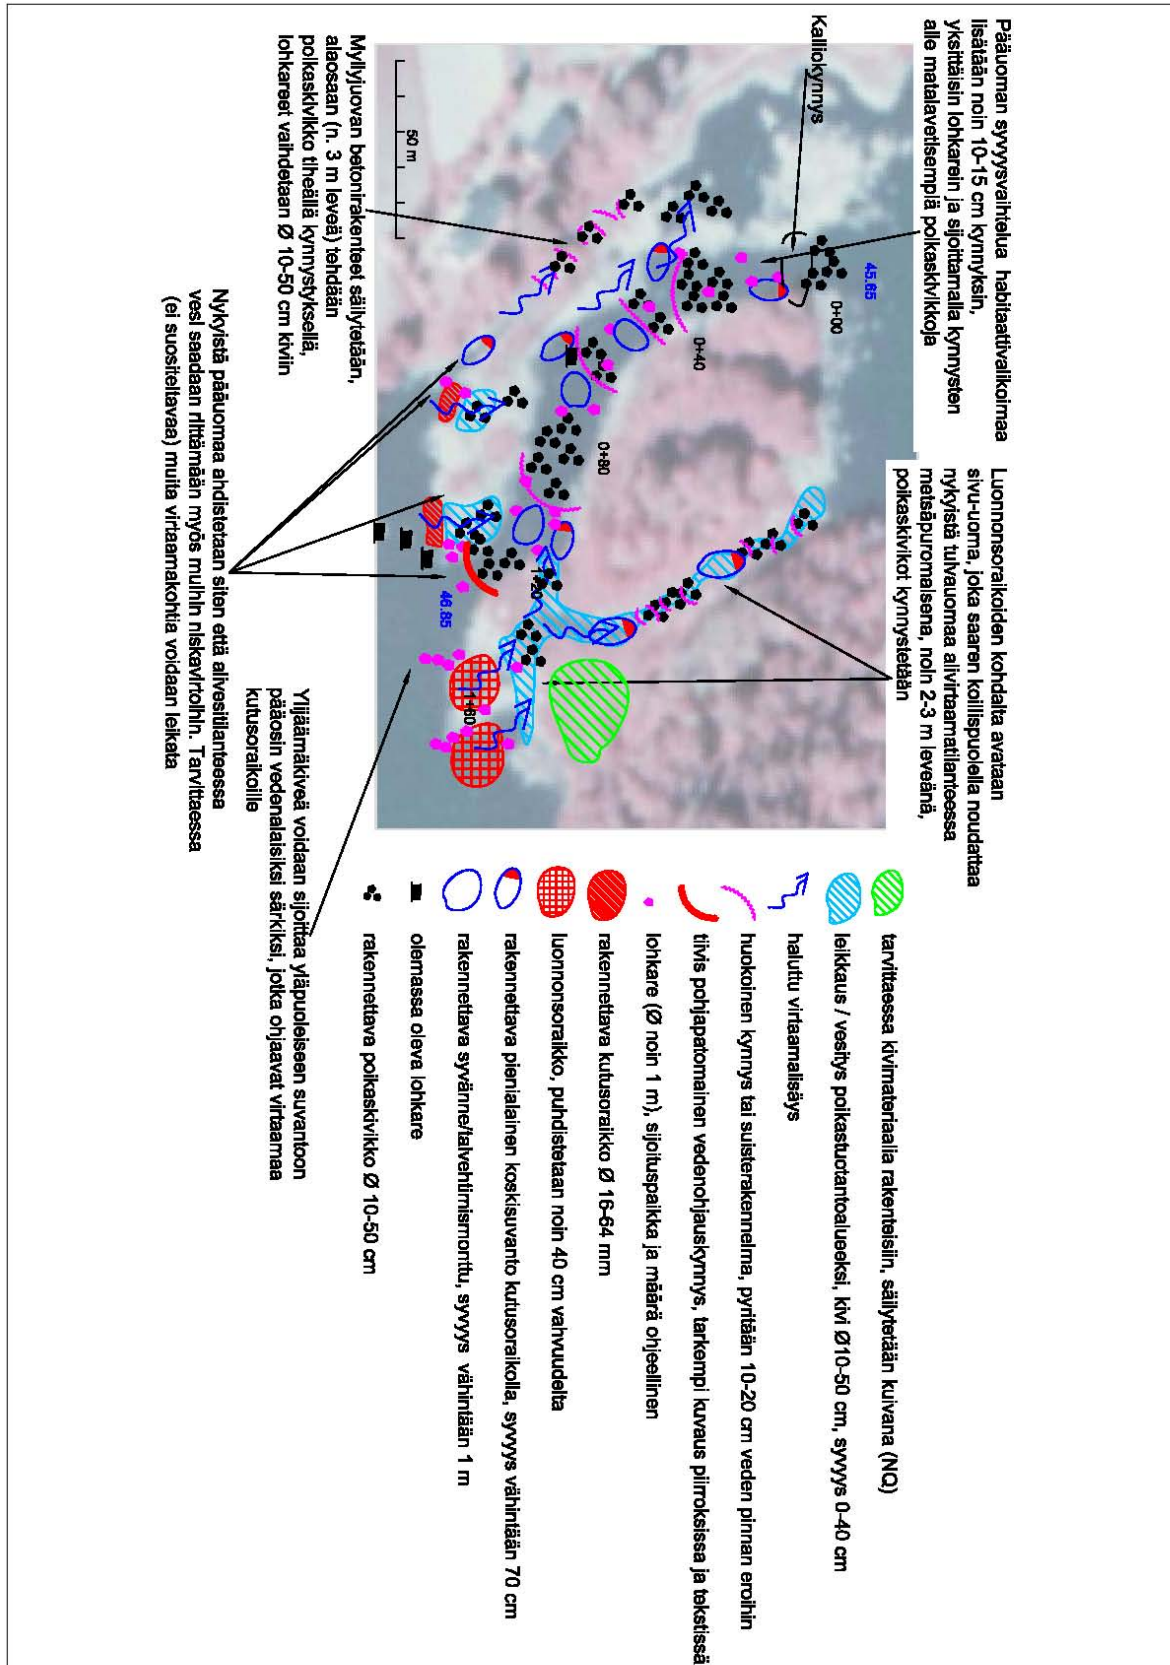 Pääuoman syvyysvaihtelua habitaattivalikoimaa
lisätään noin 10-15 cm kynnyksin,
yksittäisin lohkarein ja sijoittamalla kynnysten
alle matalavetisempiä poikaskivikkoja
Kalliokynnys
Luonnonsoraikoiden kohdalta avataan
sivu-uoma, joka saaren koillispuolella noudattaa
nykyistä tulvauomaa alivirtaamatilanteessa
metsäpuromaisena, noin 2-3 m leveänä,
poikaskivikot kynnystetään
45.65
0+00
0+40
0+80
1+20
46.85
1+60
50 m
Myllyjuovan betonirakenteet säilytetään,
alaosaan (n. 3 m leveä) tehdään
poikaskivikko tiheällä kynnystyksellä,
lohkareet vaihdetaan Ø 10-50 cm kiviin
Nykyistä pääuomaa ahdistetaan siten että alivesitilanteessa
vesi saadaan riittämään myös muihin niskavirtoihin. Tarvittaessa
(ei suositeltavaa) muita virtaamakohtia voidaan leikata
Ylijäämäkiveä voidaan sijoittaa yläpuoleiseen suvantoon
pääosin vedenalaisiksi särkiksi, jotka ohjaavat virtaamaa
kutusoraikoille
tarvittaessa kivimateriaalia rakenteisiin, säilytetään kuivana (NQ)
leikkaus / vesitys poikastuotantoalueeksi, kivi Ø10-50 cm, syvyys 0-40 cm
haluttu virtaamalisäys
huokoinen kynnys tai suisterakennelma, pyritään 10-20 cm veden pinnan eroihin
tiivis pohjapatomainen vedenohjauskynnys, tarkempi kuvaus piirroksissa ja tekstissä
lohkare (Ø noin 1 m), sijoituspaikka ja määrä ohjeellinen
rakennettava kutusoraikko Ø 16-64 mm
luonnonsoraikko, puhdistetaan noin 40 cm vahvuudelta
rakennettava pienialainen koskisuvanto kutusoraikolla, syvyys vähintään 70 cm
rakennettava syvänne/talvehtimismonttu, syvyys vähintään 1 m
olemassa oleva lohkare
rakennettava poikaskivikko Ø 10-50 cm